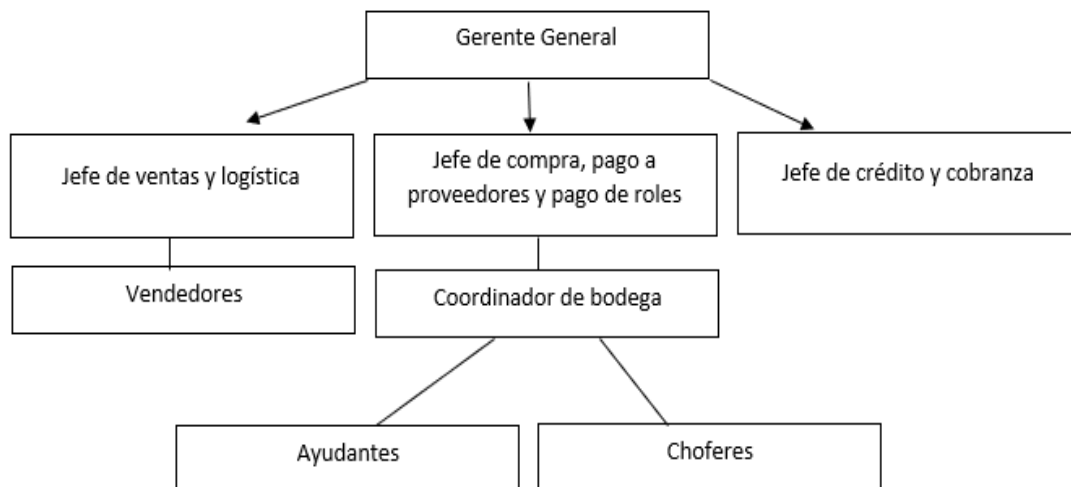 Gerente General
Jefe de ventas y logística
Jefe de compra, pago a
proveedores y pago de roles
Jefe de crédito y cobranza
Vendedores
Coordinador de bodega
Ayudantes
Choferes